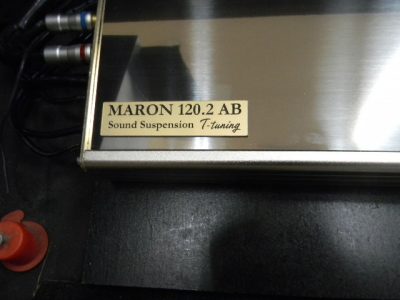 MARON 120.2 AB
Sound Suspension T-tuning